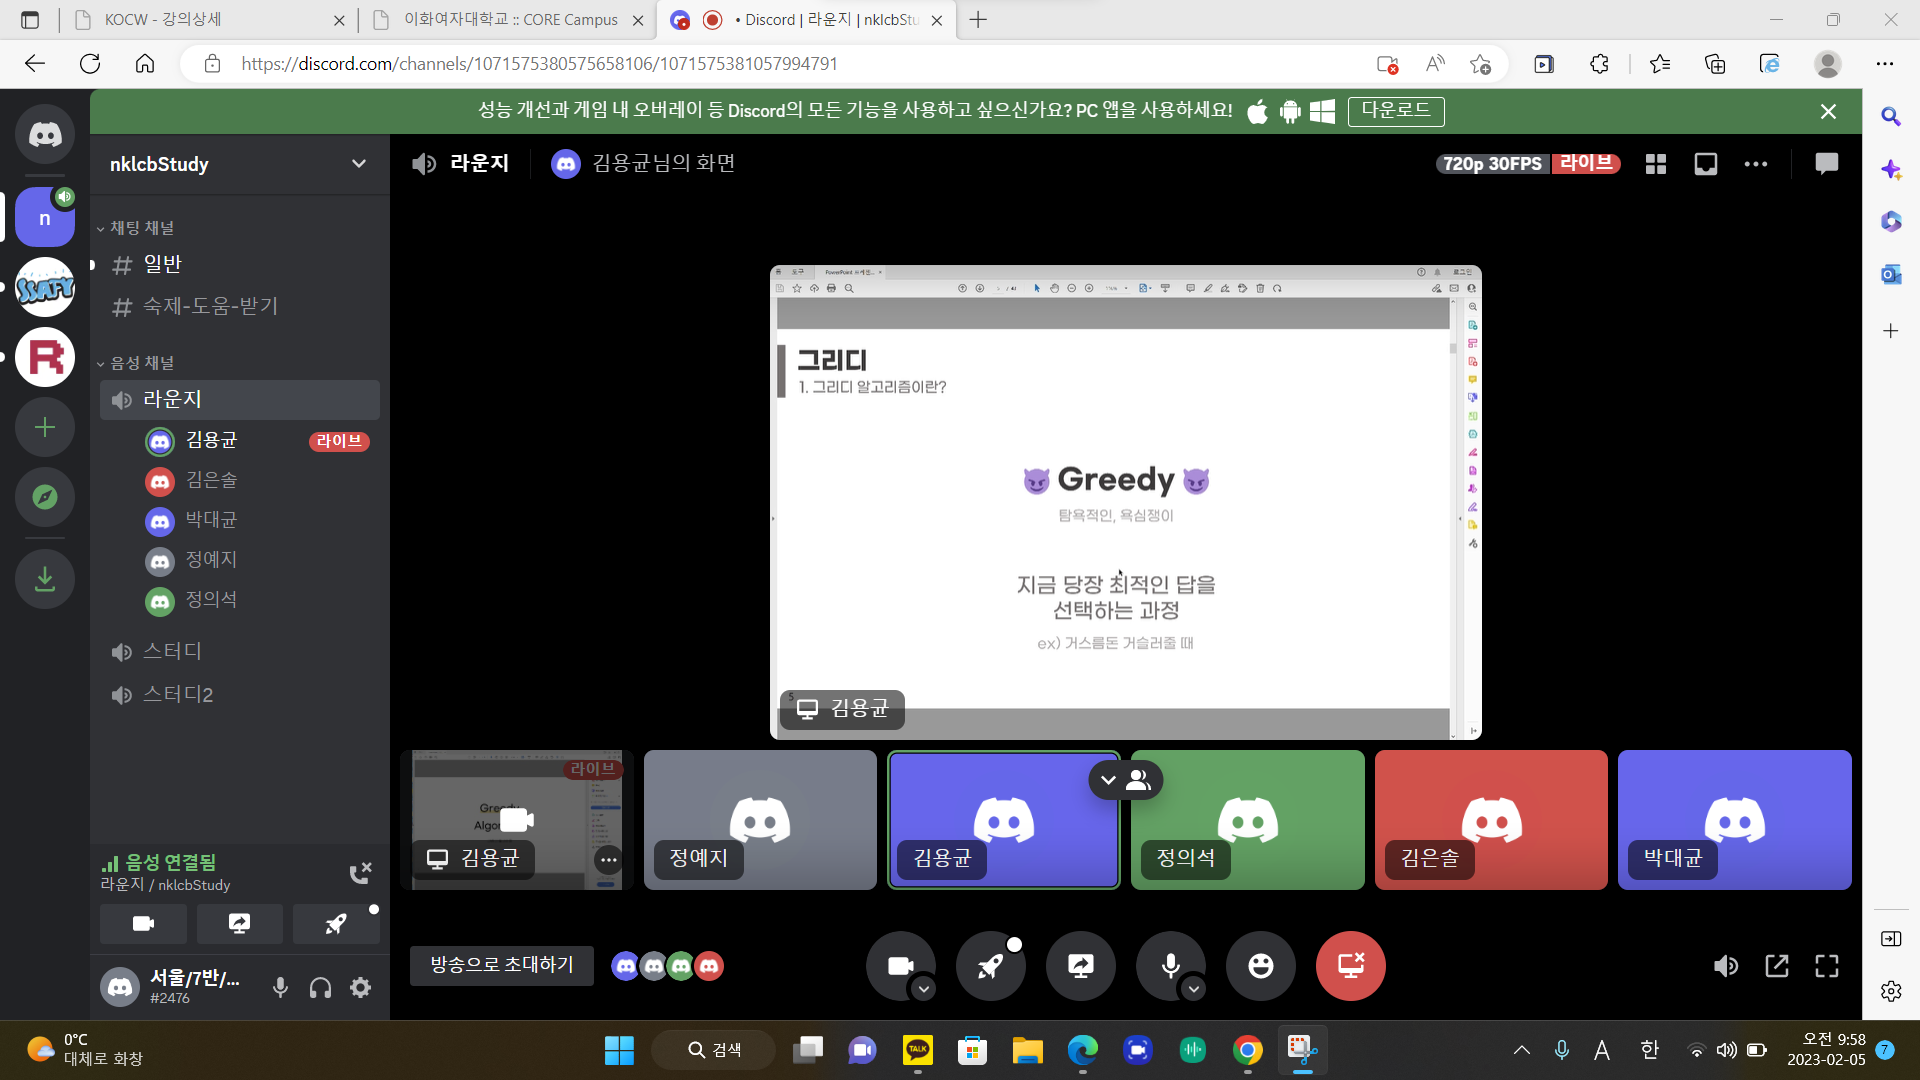 KOCW - 강의상세
이화여자대학교 :: CORE Campus
• Discord | 라운지 | nklcbStu
https://discord.com/channels/1071575380575658106/1071575381057994791
성능 개선과 게임 내 오버레이 등 Discord의 모든 기능을 사용하고 싶으신가요? PC 앱을 사용하세요!
다운로드
nklcbStudy
라운지
김용균님의 화면
720p 30FPS 라이브
n
채팅 채널
일반
숙제-도움-받기
SSAFY
R
음성 채널
라운지
김용균
라이브
김은솔
박대균
정예지
정의석
스터디
스터디2
도구
로그인
그리디
1. 그리디 알고리즘이란?
Greedy
탐욕적인, 욕심쟁이
지금 당장 최적인 답을
선택하는 과정
ex) 거스름돈 거슬러줄 때
5
김용균
라이브
Greedy
김용균
정예지
김용균
정의석
김은솔
박대균
음성 연결됨
라운지 / nklcbStudy
방송으로 초대하기
서울/7반/...
#2476
0°C
대체로 화창
검색
TALK
A
한
오전 9:58
2023-02-05
7